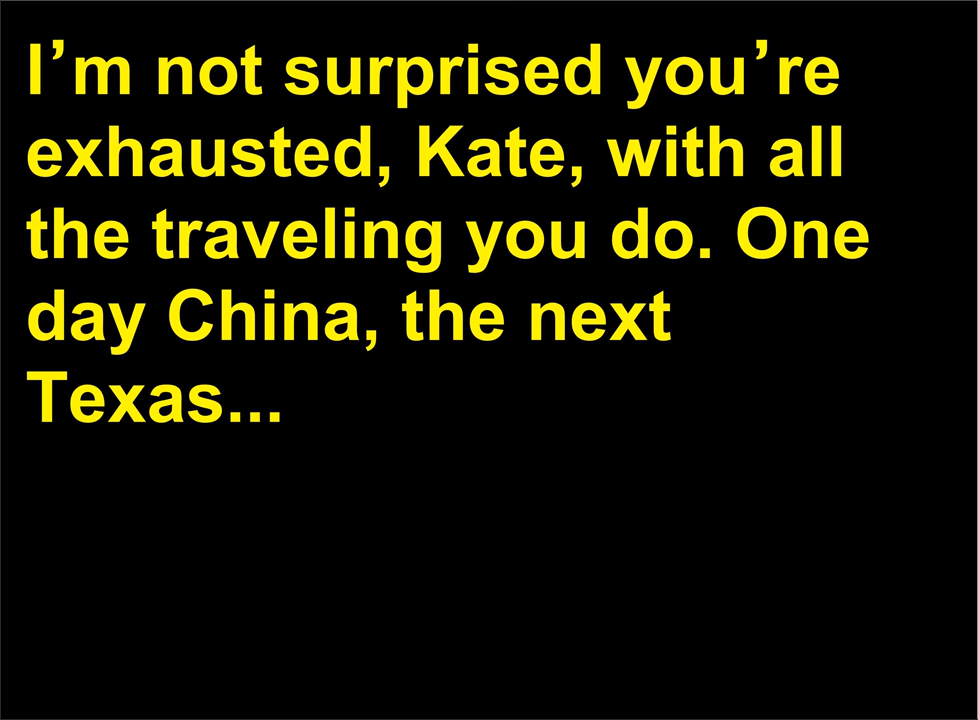 I’m not surprised you’re
exhausted, Kate, with all
the traveling you do. One
day China, the next
Texas...